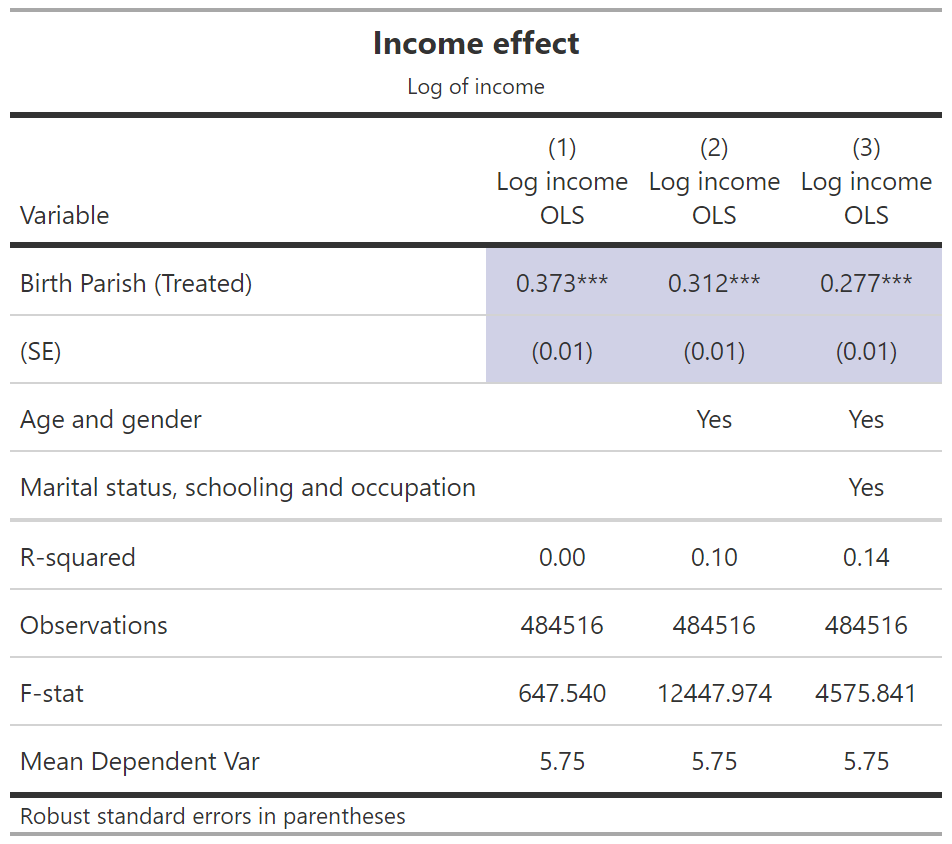 Income effect
Log of income
(1) (2) (3)
Log income Log income Log income
Variable OLS OLS OLS
Birth Parish (Treated) 0.373*** 0.312*** 0.277***
(SE) (0.01) (0.01) (0.01)
Age and gender Yes Yes
Marital status, schooling and occupation Yes
R-squared 0.00 0.10 0.14
Observations 484516 484516 484516
F-stat 647.540 12447.974 4575.841
Mean Dependent Var 5.75 5.75 5.75
Robust standard errors in parentheses